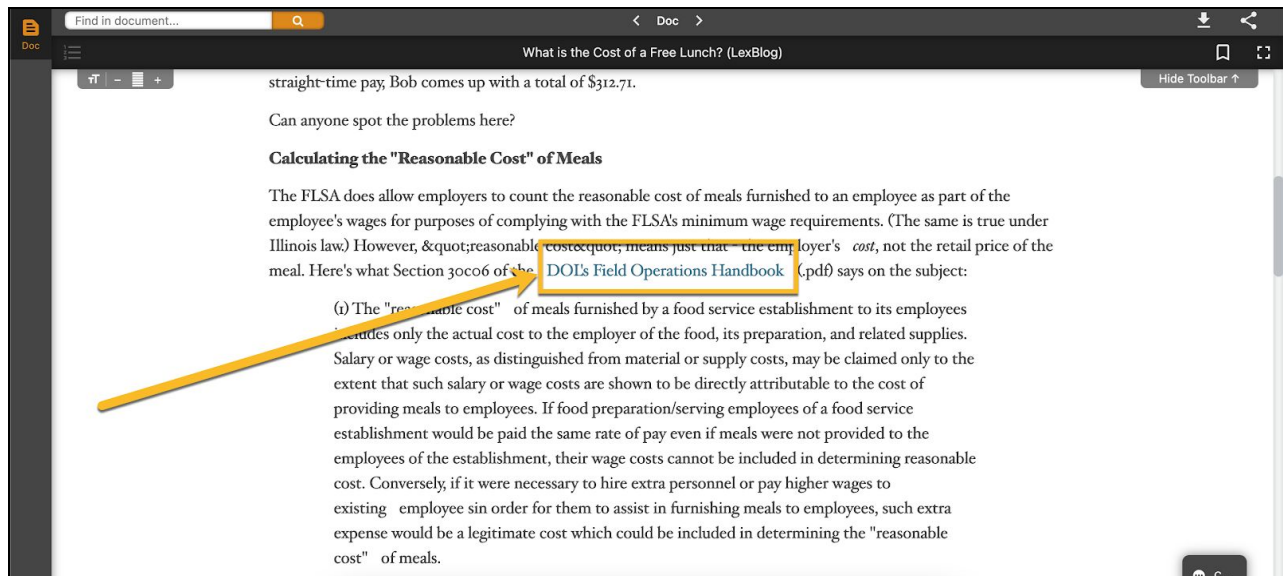 Find in document...
Doc
Doc
What is the Cost of a Free Lunch? (LexBlog)
Hide Toolbar ↑
straight-time pay, Bob comes up with a total of $312.71.
Can anyone spot the problems here?
Calculating the "Reasonable Cost" of Meals
The FLSA does allow employers to count the reasonable cost of meals furnished to an employee as part of the
employee's wages for purposes of complying with the FLSA's minimum wage requirements. (The same is true under
Illinois law.) However, &quot;reasonable cost&quot; means just that - the employer's cost, not the retail price of the
meal. Here's what Section 30c06 of the DOL's Field Operations Handbook (.pdf) says on the subject:
(1) The "reasonable cost" of meals furnished by a food service establishment to its employees
includes only the actual cost to the employer of the food, its preparation, and related supplies.
Salary or wage costs, as distinguished from material or supply costs, may be claimed only to the
extent that such salary or wage costs are shown to be directly attributable to the cost of
providing meals to employees. If food preparation/serving employees of a food service
establishment would be paid the same rate of pay even if meals were not provided to the
employees of the establishment, their wage costs cannot be included in determining reasonable
cost. Conversely, if it were necessary to hire extra personnel or pay higher wages to
existing employee sin order for them to assist in furnishing meals to employees, such extra
expense would be a legitimate cost which could be included in determining the "reasonable
cost" of meals.